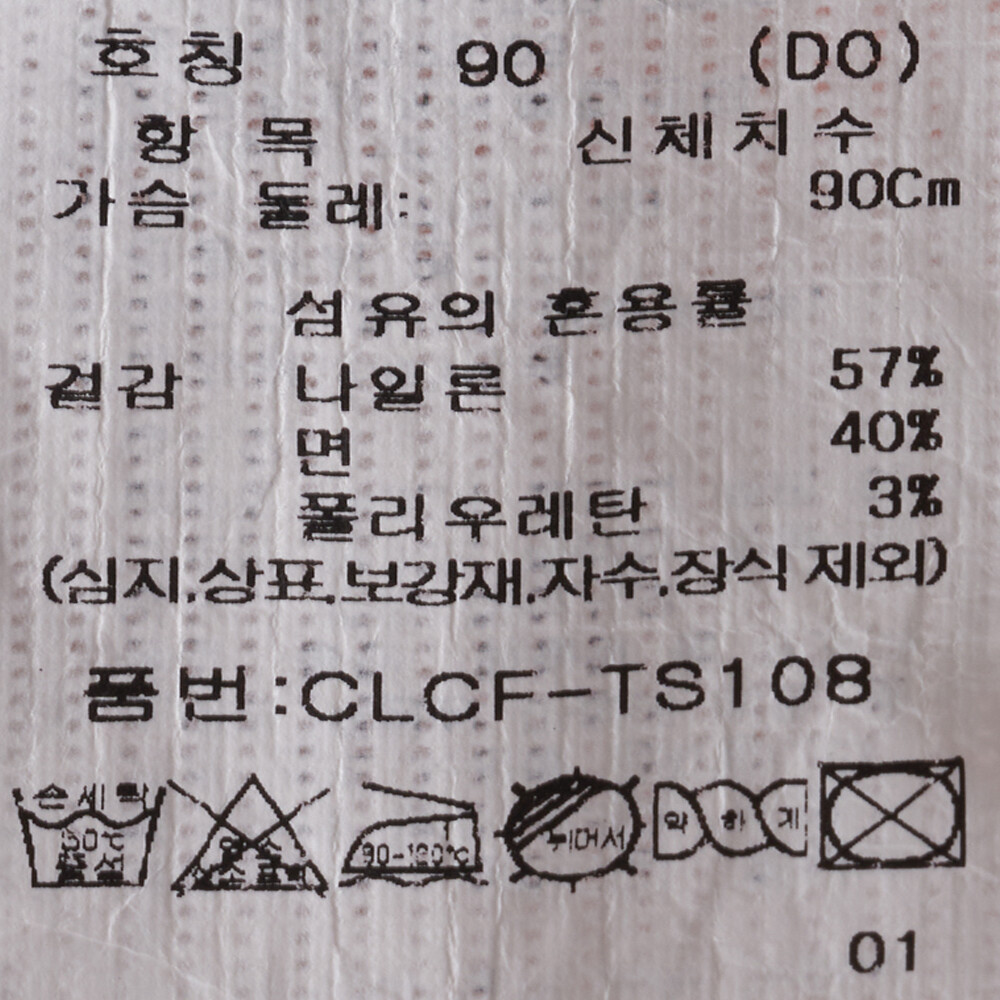 호칭 90 (DO)
항 목 신체치수
가슴 둘레: 90Cm
섬유의 혼용률
겉감 나일론 57%
면 40%
폴리우레탄 3%
(심지.상표.보강재.자수.장식 제외)
품번:CLCF-TS108
손세탁 약 하 게
중성 80-120℃ 뉘어서
01